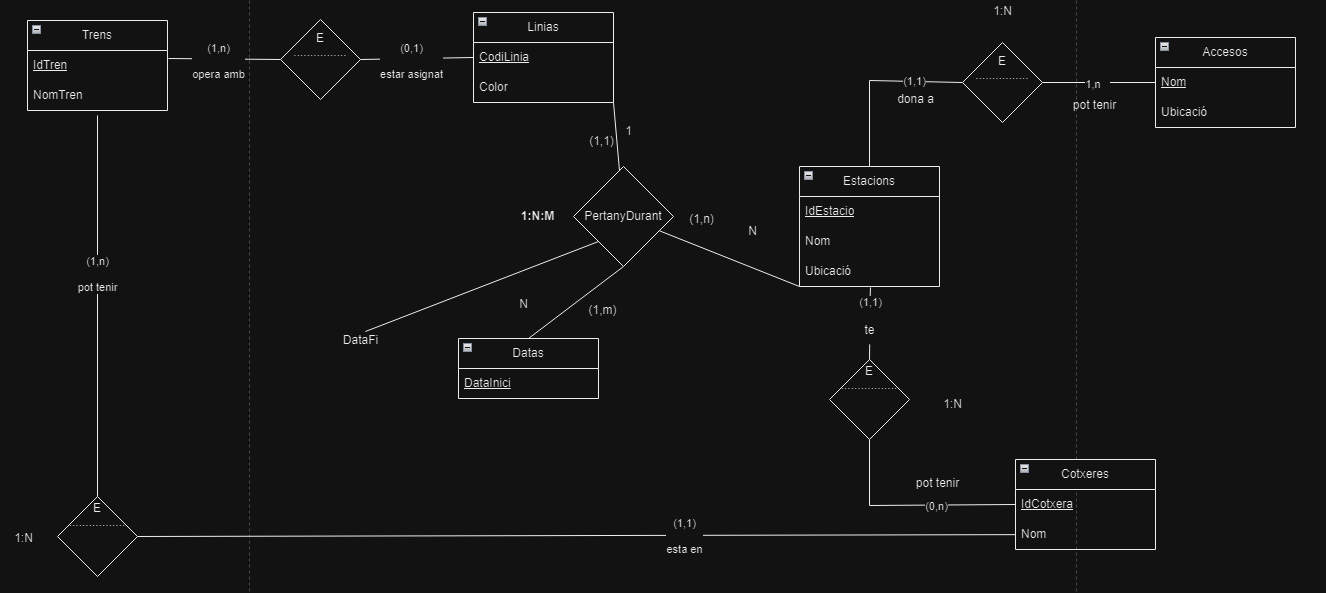 1:N
Trens
IdTren
NomTren
(1,n)
opera amb
E
(0,1)
estar asignat
Linias
CodiLinia
Color
(1,1)
dona a
E
1,n
pot tenir
Accesos
Nom
Ubicació
(1,1)
1
1:N:M
PertanyDurant
(1,n)
N
Estacions
IdEstacio
Nom
Ubicació
(1,n)
pot tenir
DataFi
N
(1,m)
Datas
DataInici
(1,1)
te
E
1:N
pot tenir
(0,n)
Cotxeres
IdCotxera
Nom
1:N
E
(1,1)
esta en